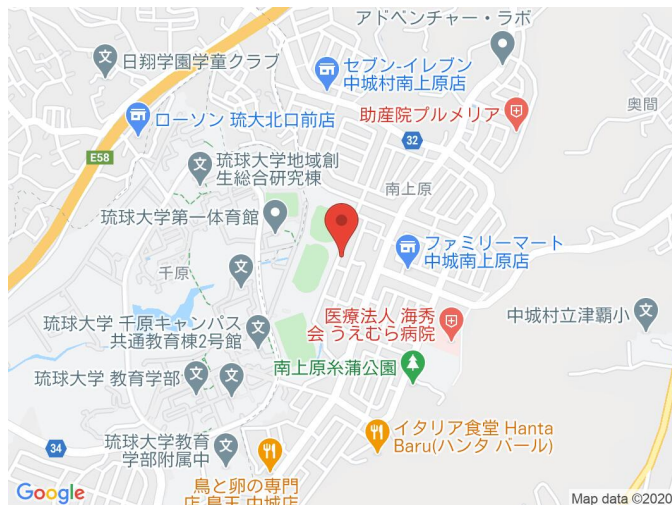 アドベンチャー・ラボ
日翔学園学童クラブ
セブン-イレブン
中城村南上原店
奥間
ローソン 琉大北口前店
助産院プルメリア
32
E58
琉球大学地域創
生総合研究棟
南上原
琉球大学第一体育館
ファミリーマート
中城南上原店
千原
医療法人 海秀
会 うえむら病院
中城村立津覇小
琉球大学 千原キャンパス
共通教育棟2号館
南上原糸蒲公園
琉球大学 教育学部
イタリア食堂 Hanta
Baru(ハンタ バール)
34
琉球大学教育
学部附属中
鳥と卵の専門
店 鳥玉 中城店
Google
Map data ©2020